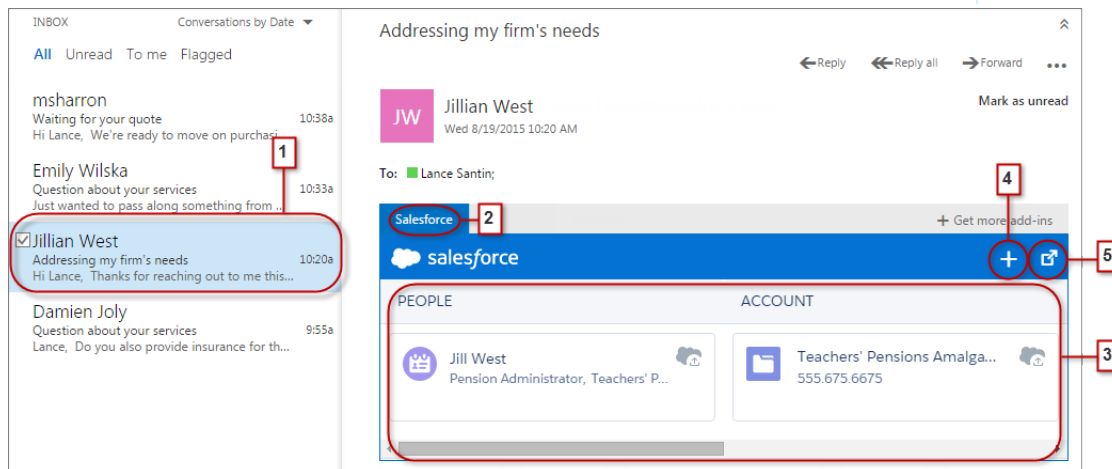 INBOX
Conversations by Date
All Unread To me Flagged
msharron
Waiting for your quote 10:38a
Hi Lance, We're ready to move on purchasi
1
Emily Wilska
Question about your services 10:33a
Just wanted to pass along something from ...
Jillian West
Addressing my firm's needs 10:20a
Hi Lance, Thanks for reaching out to me this...
Damien Joly
Question about your services 9:55a
Lance, Do you also provide insurance for th...
Addressing my firm's needs
Reply Reply all Forward ...
JW
Jillian West
Mark as unread
Wed 8/19/2015 10:20 AM
To: Lance Santin;
4
Salesforce
2
+ Get more add-ins
salesforce
+
5
PEOPLE
ACCOUNT
3
Jill West
Pension Administrator, Teachers' P...
Teachers' Pensions Amalga...
555.675.6675